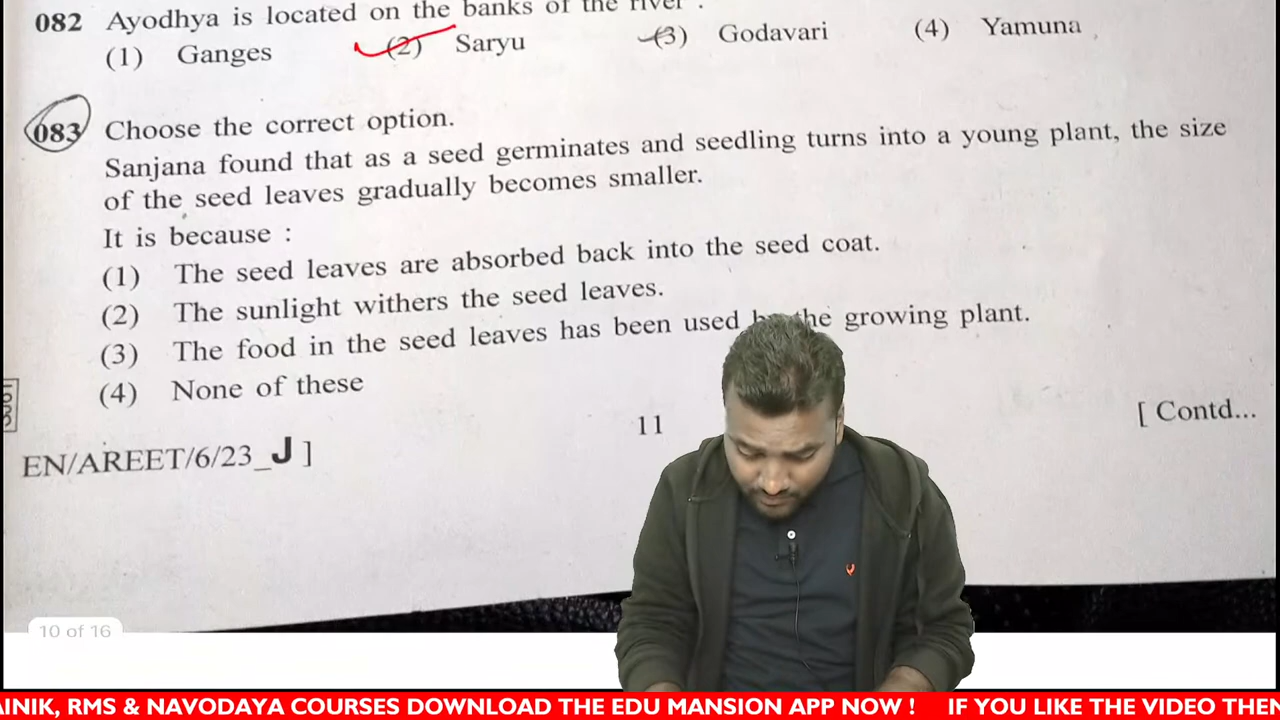 082 Ayodhya is located on the banks of the river .
(1) Ganges (2) Saryu (3) Godavari (4) Yamuna
083 Choose the correct option.
Sanjana found that as a seed germinates and seedling turns into a young plant, the size
of the seed leaves gradually becomes smaller.
It is because :
(1) The seed leaves are absorbed back into the seed coat.
(2) The sunlight withers the seed leaves.
(3) The food in the seed leaves has been used by the growing plant.
(4) None of these
11
[ Contd...
EN/AREET/6/23_J ]
10 of 16
AINIK, RMS & NAVODAYA COURSES DOWNLOAD THE EDU MANSION APP NOW ! IF YOU LIKE THE VIDEO THEN